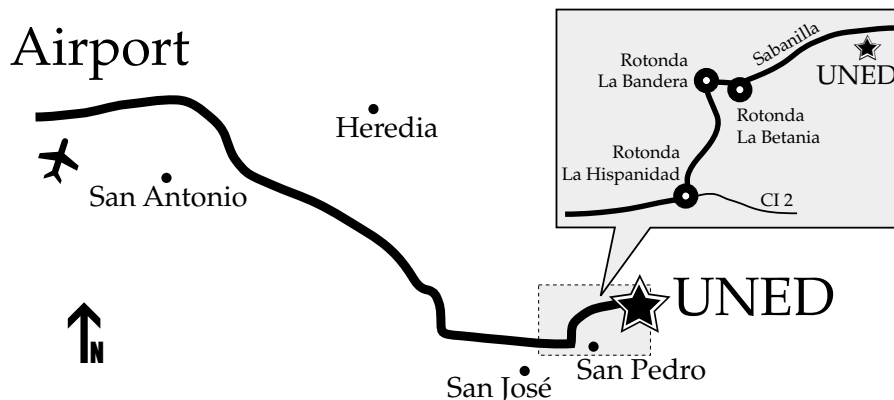 Airport
Heredia
San Antonio
N
San José
San Pedro
UNED
Rotonda
La Bandera
Sabanilla
UNED
Rotonda
La Betania
Rotonda
La Hispanidad
CI 2